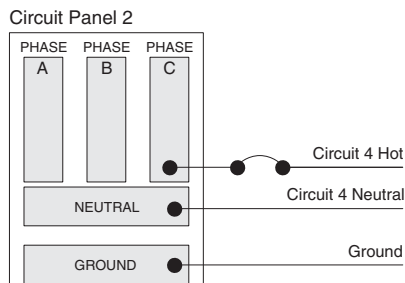 Circuit Panel 2
PHASE PHASE PHASE
A B C
Circuit 4 Hot
Circuit 4 Neutral
NEUTRAL
Ground
GROUND